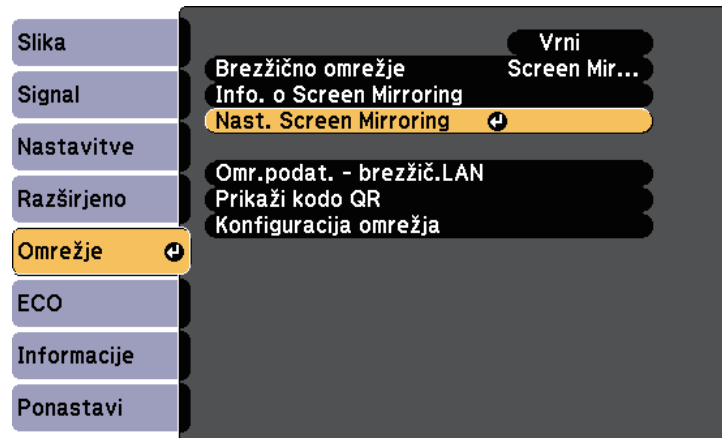 Slika
Signal
Nastavitve
Razširjeno
Omrežje
ECO
Informacije
Ponastavi
Vrni
Brezžično omrežje Screen Mir...
Info. o Screen Mirroring
Nast. Screen Mirroring
Omr.podat. - brezžič.LAN
Prikaži kodo QR
Konfiguracija omrežja